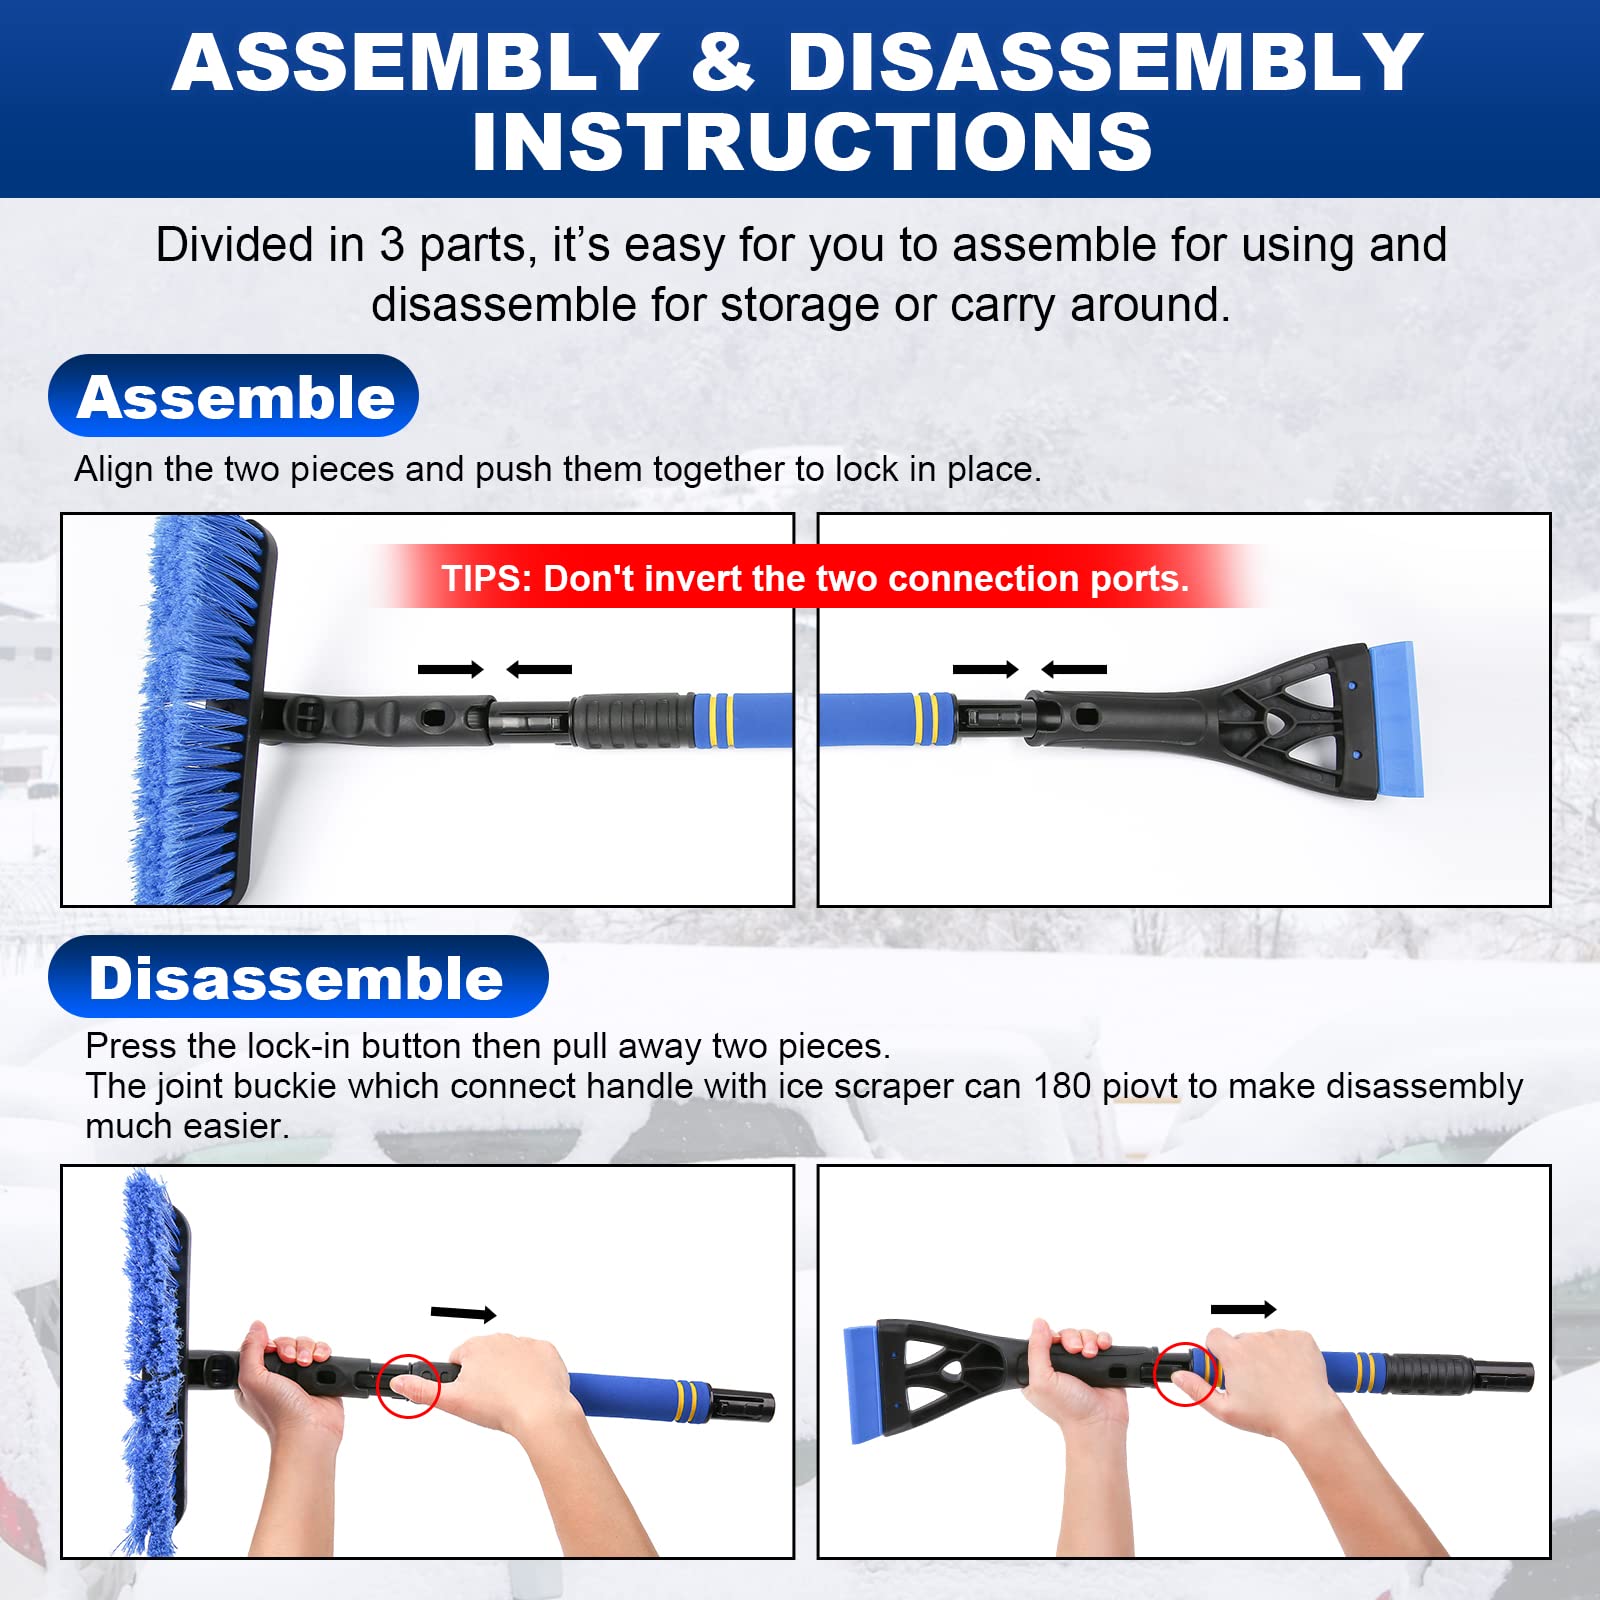 ASSEMBLY & DISASSEMBLY
INSTRUCTIONS
Divided in 3 parts, it's easy for you to assemble for using and
disassemble for storage or carry around.
Assemble
Align the two pieces and push them together to lock in place.
TIPS: Don't invert the two connection ports.
Disassemble
Press the lock-in button then pull away two pieces.
The joint buckie which connect handle with ice scraper can 180 piovt to make disassembly
much easier.